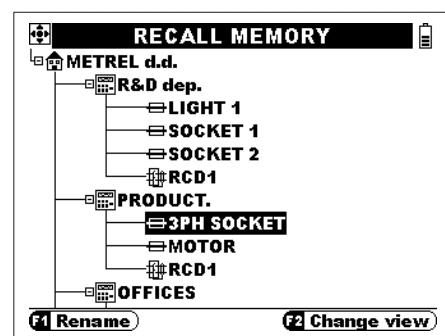 RECALL MEMORY
METREL d.d.
R&D dep.
LIGHT 1
SOCKET 1
SOCKET 2
RCD1
PRODUCT.
3PH SOCKET
MOTOR
RCD1
OFFICES
F1 Rename F2 Change view